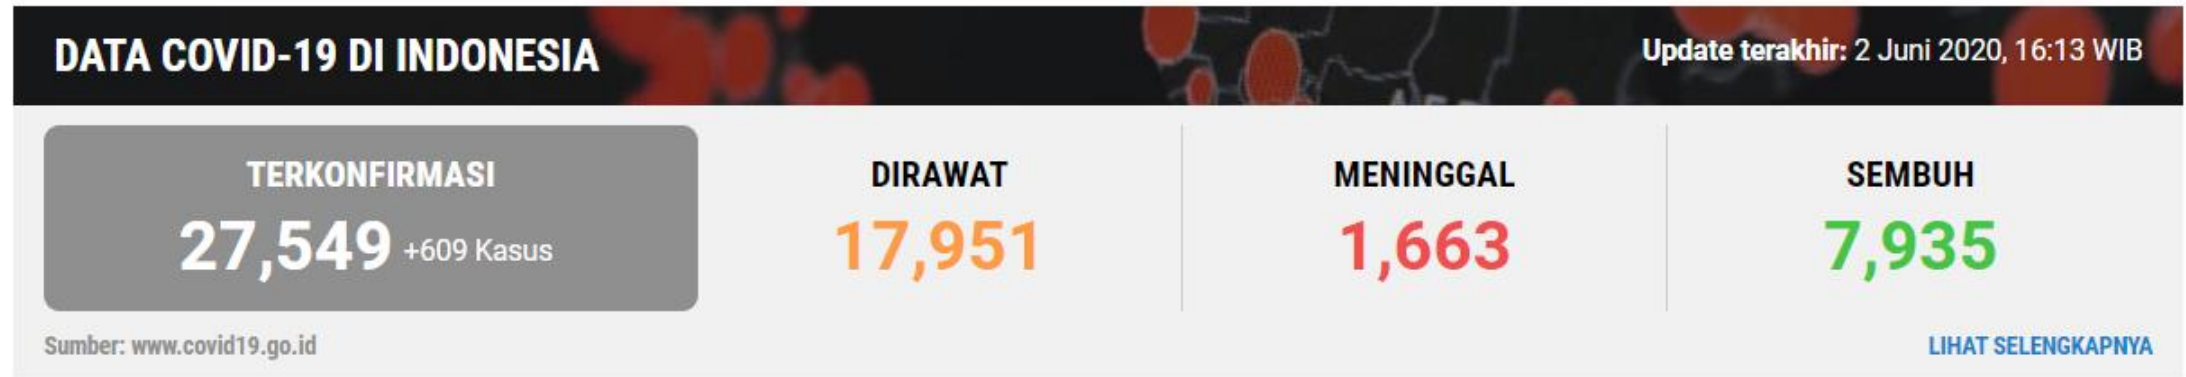 DATA COVID-19 DI INDONESIA
Update terakhir: 2 Juni 2020, 16:13 WIB
TERKONFIRMASI
27,549 +609 Kasus
DIRAWAT
17,951
MENINGGAL
1,663
SEMBUH
7,935
Sumber: www.covid19.go.id
LIHAT SELENGKAPNYA